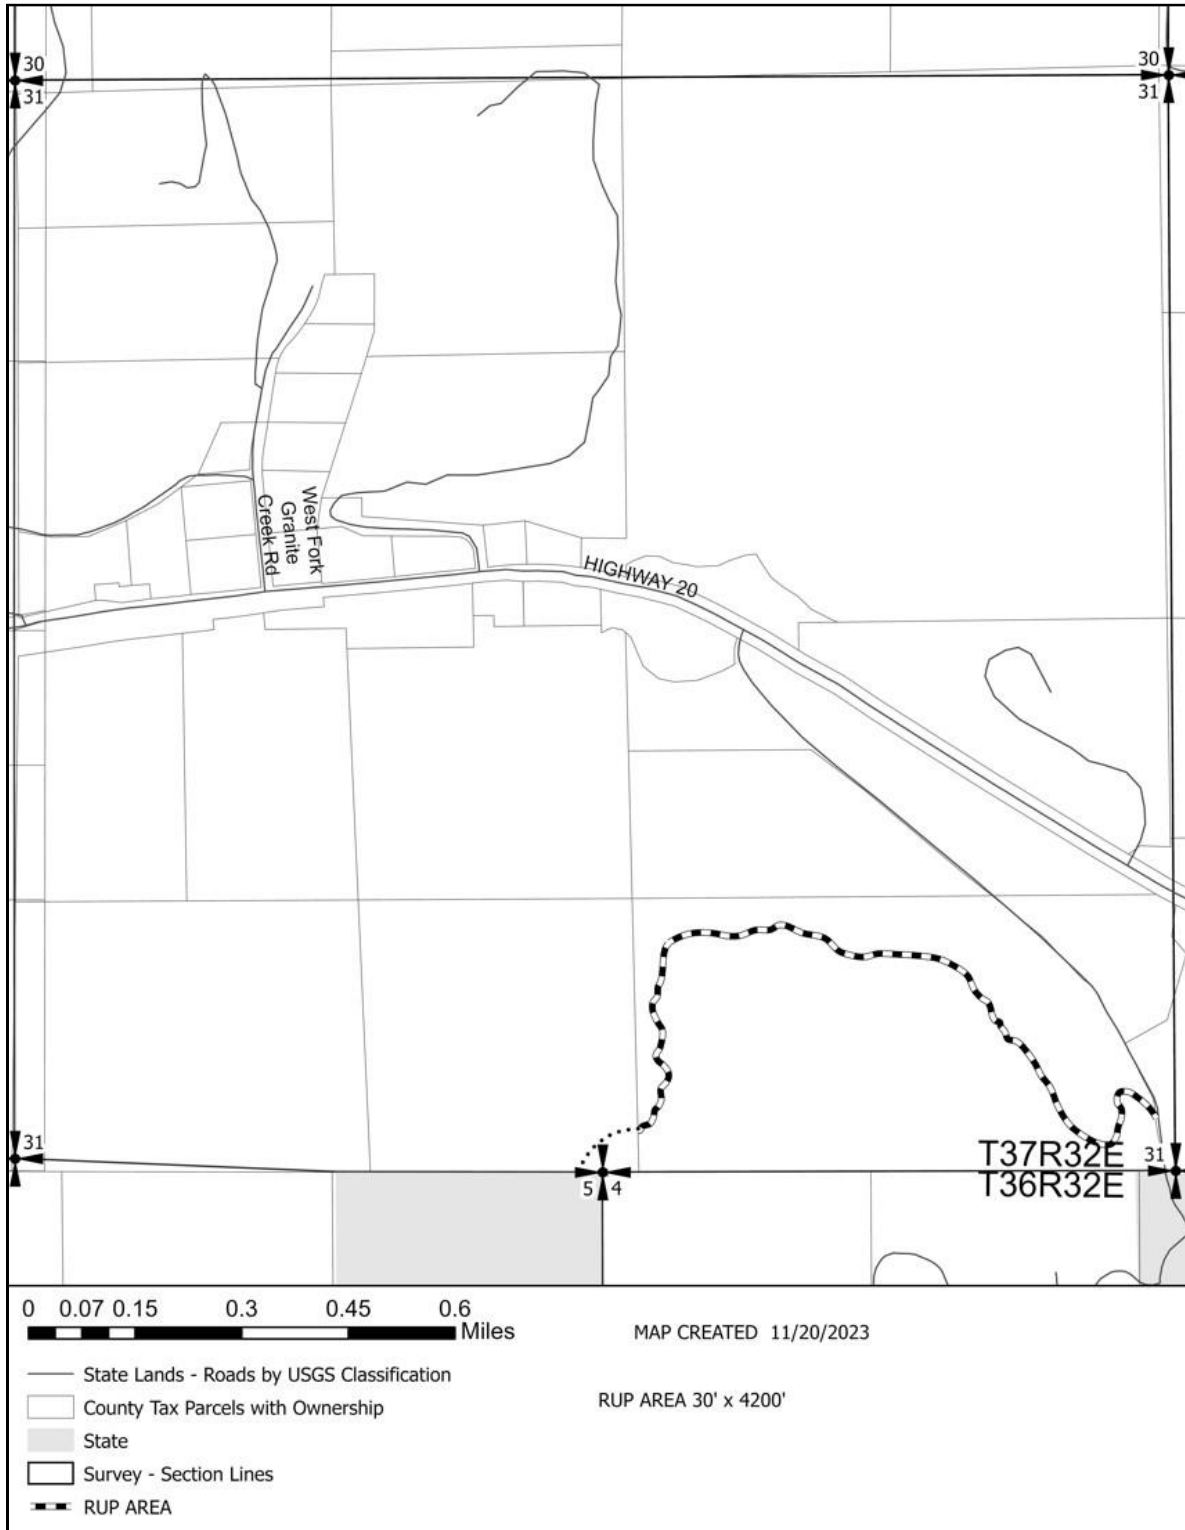 30
31
30
31
West Fork
Granite
Creek Rd
HIGHWAY 20
31
T37R32E
31
5
4
T36R32E
0 0.07 0.15 0.3 0.45 0.6
Miles
MAP CREATED 11/20/2023
State Lands - Roads by USGS Classification
RUP AREA 30' x 4200'
County Tax Parcels with Ownership
State
Survey - Section Lines
RUP AREA